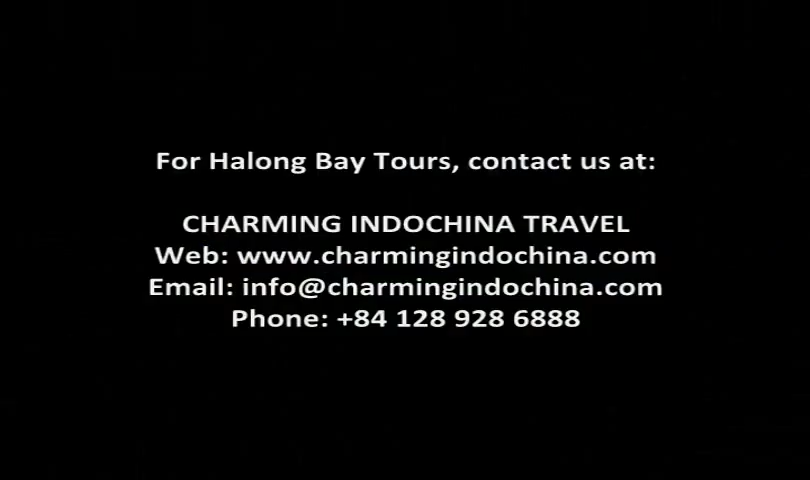 For Halong Bay Tours, contact us at:
CHARMING INDOCHINA TRAVEL
Web: www.charmingindochina.com
Email: info@charmingindochina.com
Phone: +84 128 928 6888